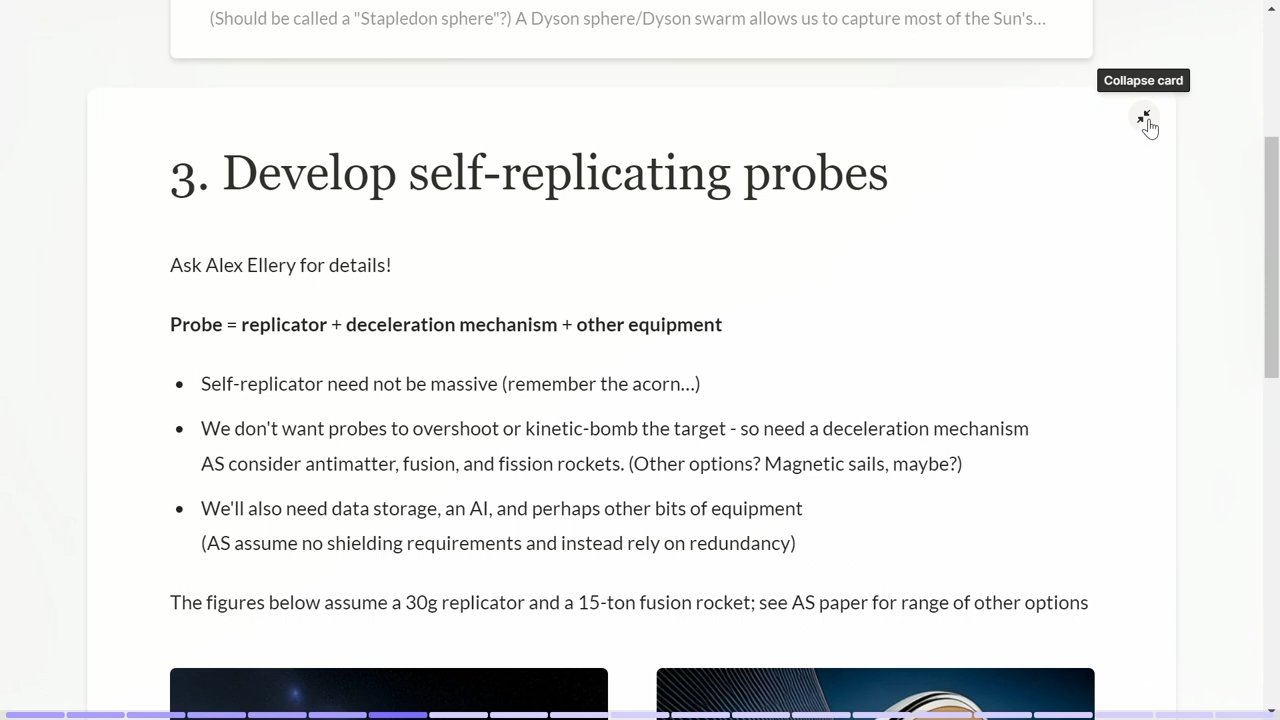 (Should be called a "Stapledon sphere"?) A Dyson sphere/Dyson swarm allows us to capture most of the Sun's…
Collapse card
3. Develop self-replicating probes
Ask Alex Ellery for details!
Probe = replicator + deceleration mechanism + other equipment
• Self-replicator need not be massive (remember the acorn…)
• We don't want probes to overshoot or kinetic-bomb the target - so need a deceleration mechanism
AS consider antimatter, fusion, and fission rockets. (Other options? Magnetic sails, maybe?)
• We'll also need data storage, an AI, and perhaps other bits of equipment
(AS assume no shielding requirements and instead rely on redundancy)
The figures below assume a 30g replicator and a 15-ton fusion rocket; see AS paper for range of other options